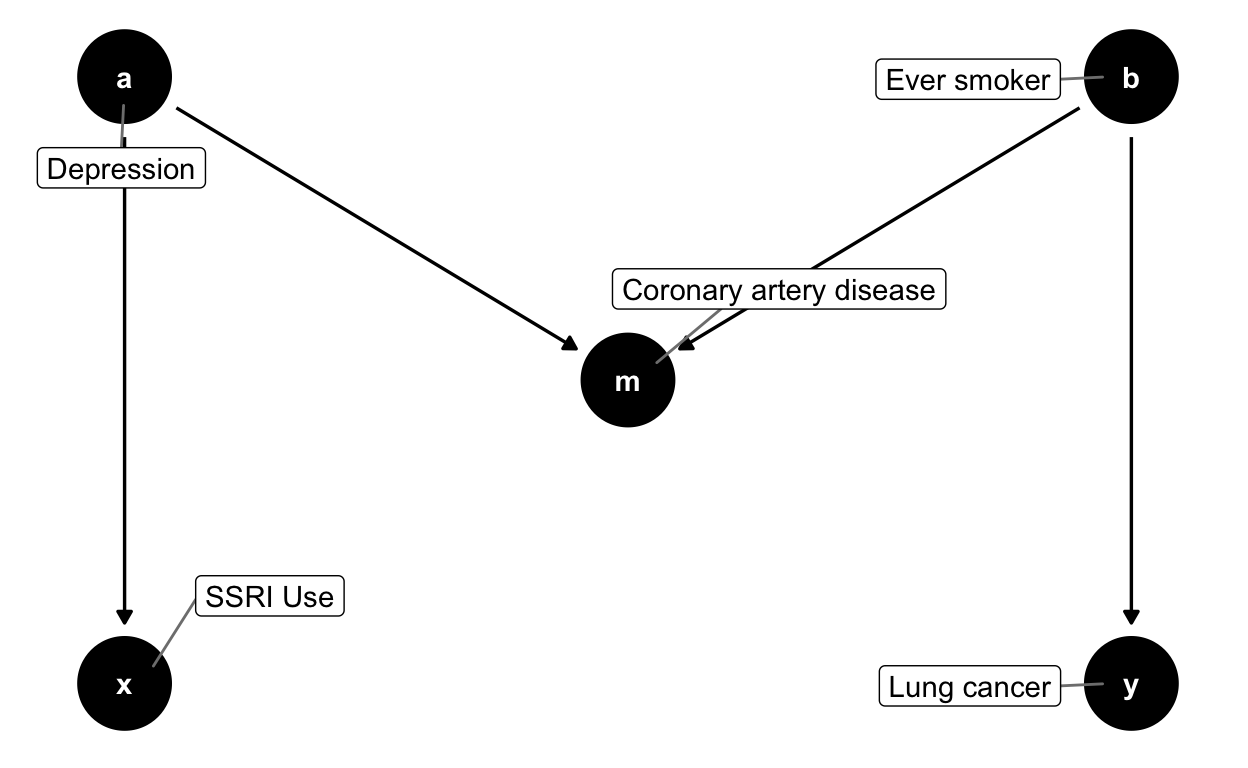 a
b
Ever smoker
Depression
Coronary artery disease
m
SSRI Use
x
Lung cancer
y